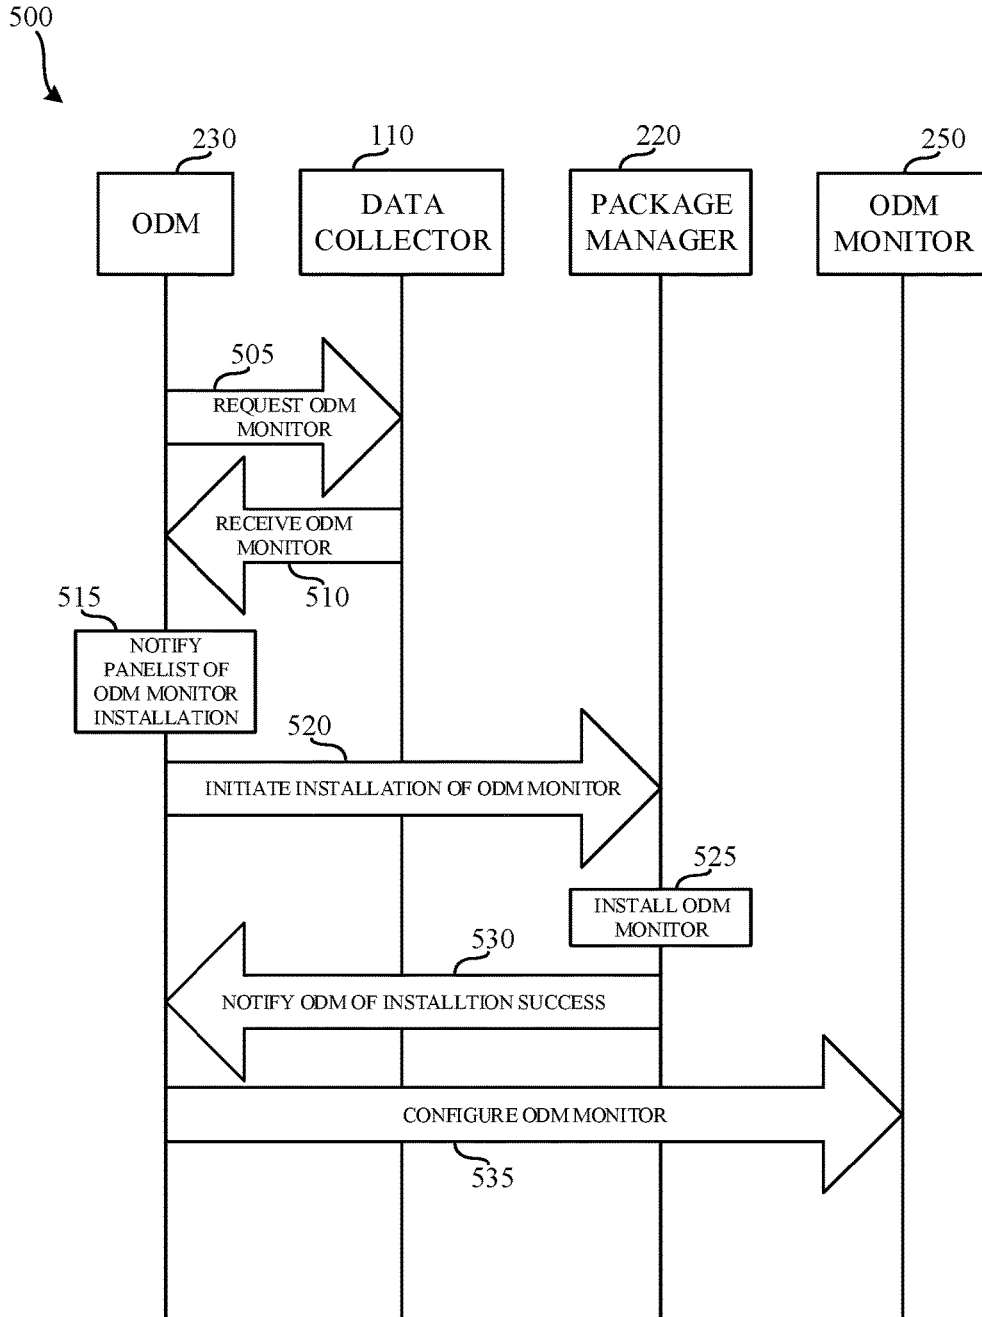 500
230
110
220
250
ODM
DATA
COLLECTOR
PACKAGE
MANAGER
ODM
MONITOR
505
REQUEST ODM
MONITOR
RECEIVE ODM
MONITOR
510
515
NOTIFY
PANELIST OF
ODM MONITOR
INSTALLATION
520
INITIATE INSTALLATION OF ODM MONITOR
525
INSTALL ODM
MONITOR
530
NOTIFY ODM OF INSTALLTION SUCCESS
CONFIGURE ODM MONITOR
535